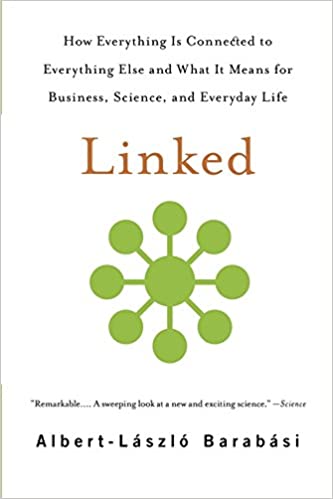 How Everything Is Connected to
Everything Else and What It Means for
Business, Science, and Everyday Life
Linked
"Remarkable.... A sweeping look at a new and exciting science."—Science
Albert-László Barabási